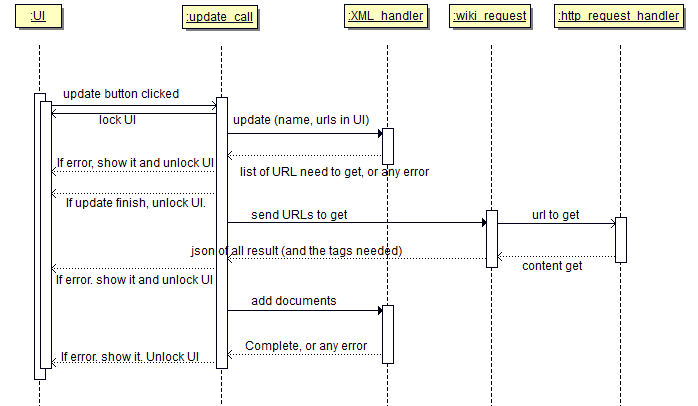 :UI
:update_call
:XML_handler
:wiki_request
:http_request_handler
update button clicked
lock UI
update (name, urls in UI)
If error, show it and unlock UI
list of URL need to get, or any error
If update finish, unlock UI.
send URLs to get
url to get
json of all result (and the tags needed)
content get
If error. show it and unlock UI
add documents
Complete, or any error
If error. show it. Unlock UI